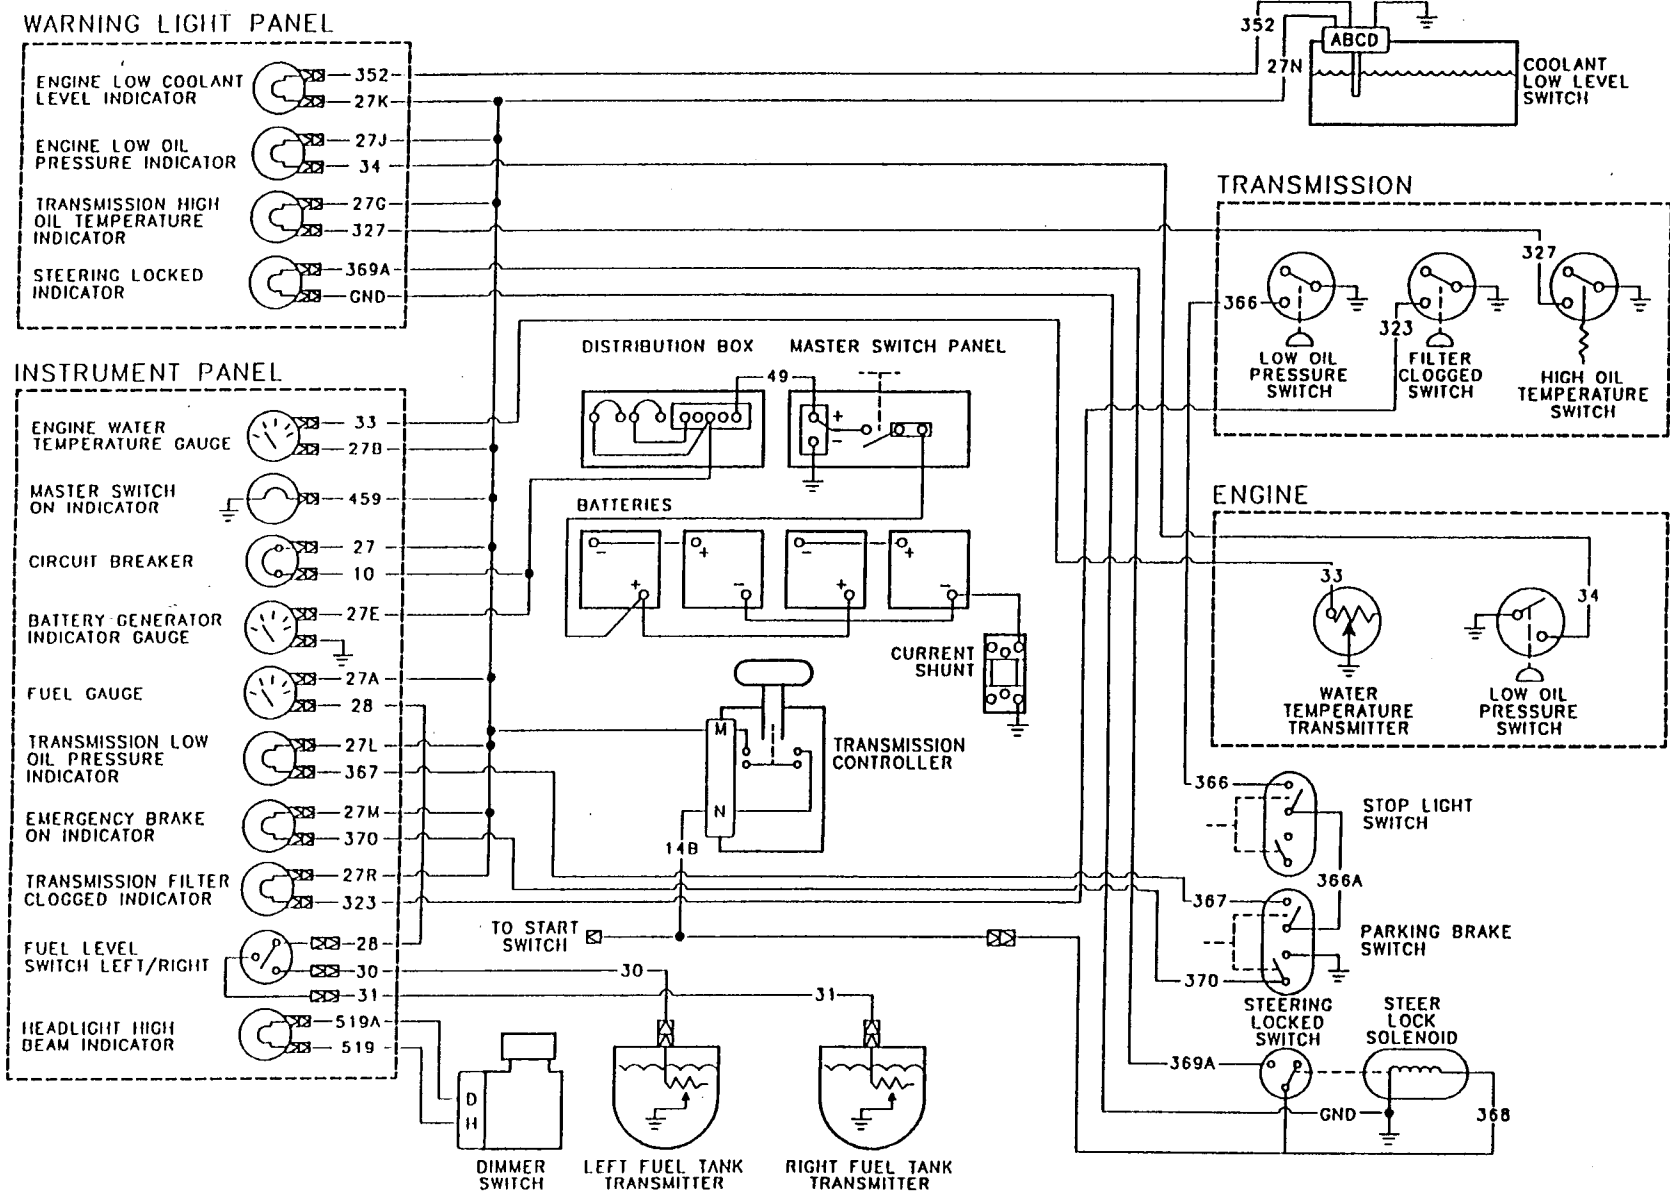 WARNING LIGHT PANEL
ENGINE LOW COOLANT
LEVEL INDICATOR
352
27K
ENGINE LOW OIL
PRESSURE INDICATOR
27J
34
TRANSMISSION HIGH
OIL TEMPERATURE
INDICATOR
27G
327
STEERING LOCKED
INDICATOR
369A
GND
INSTRUMENT PANEL
ENGINE WATER
TEMPERATURE GAUGE
33
27B
MASTER SWITCH
ON INDICATOR
459
CIRCUIT BREAKER
27
10
BATTERY GENERATOR
INDICATOR GAUGE
27E
FUEL GAUGE
27A
28
TRANSMISSION LOW
OIL PRESSURE
INDICATOR
27L
367
EMERGENCY BRAKE
ON INDICATOR
27M
370
TRANSMISSION FILTER
CLOGGED INDICATOR
27R
323
FUEL LEVEL
SWITCH LEFT/RIGHT
28
30
31
HEADLIGHT HIGH
BEAM INDICATOR
519A
519
DISTRIBUTION BOX
MASTER SWITCH PANEL
49
+
-
BATTERIES
- + - +
+ - + -
CURRENT
SHUNT
M
N
TRANSMISSION
CONTROLLER
14B
TO START
SWITCH
30
31
D
H
DIMMER
SWITCH
LEFT FUEL TANK
TRANSMITTER
RIGHT FUEL TANK
TRANSMITTER
352
27N
ABCD
COOLANT
LOW LEVEL
SWITCH
TRANSMISSION
366
323
327
LOW OIL
PRESSURE
SWITCH
FILTER
CLOGGED
SWITCH
HIGH OIL
TEMPERATURE
SWITCH
ENGINE
33
34
WATER
TEMPERATURE
TRANSMITTER
LOW OIL
PRESSURE
SWITCH
366
STOP LIGHT
SWITCH
366A
367
PARKING BRAKE
SWITCH
370
STEERING
LOCKED
SWITCH
STEER
LOCK
SOLENOID
369A
GND
368